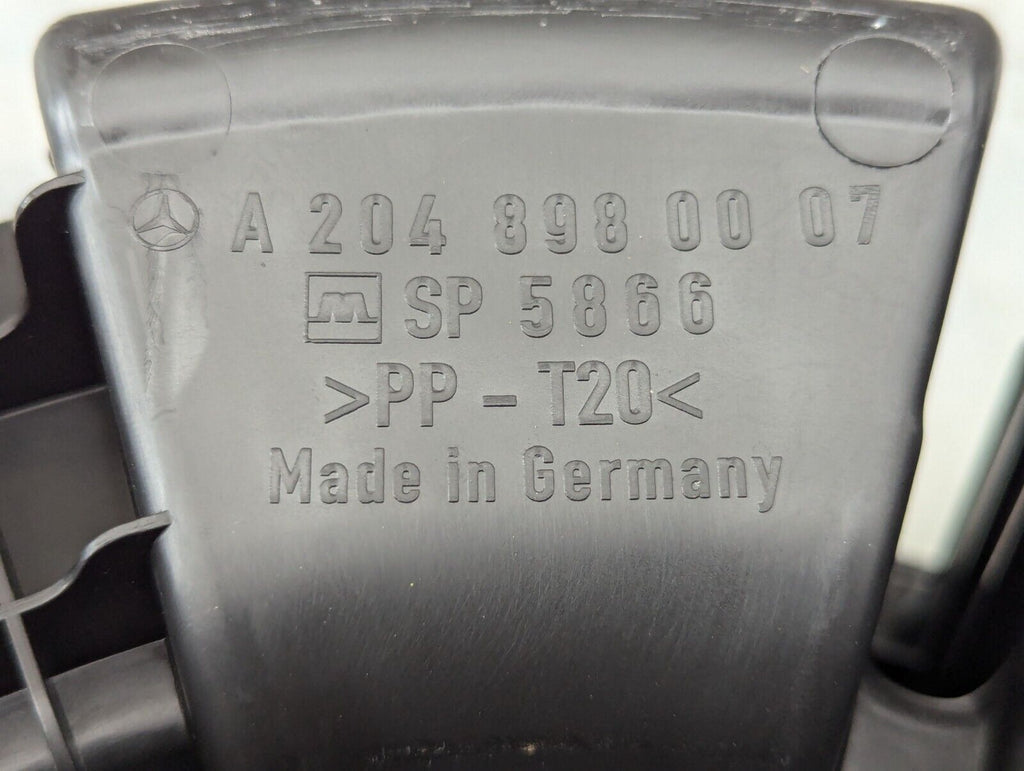 A 204 898 00 07
M SP 5866
>PP - T20<
Made in Germany